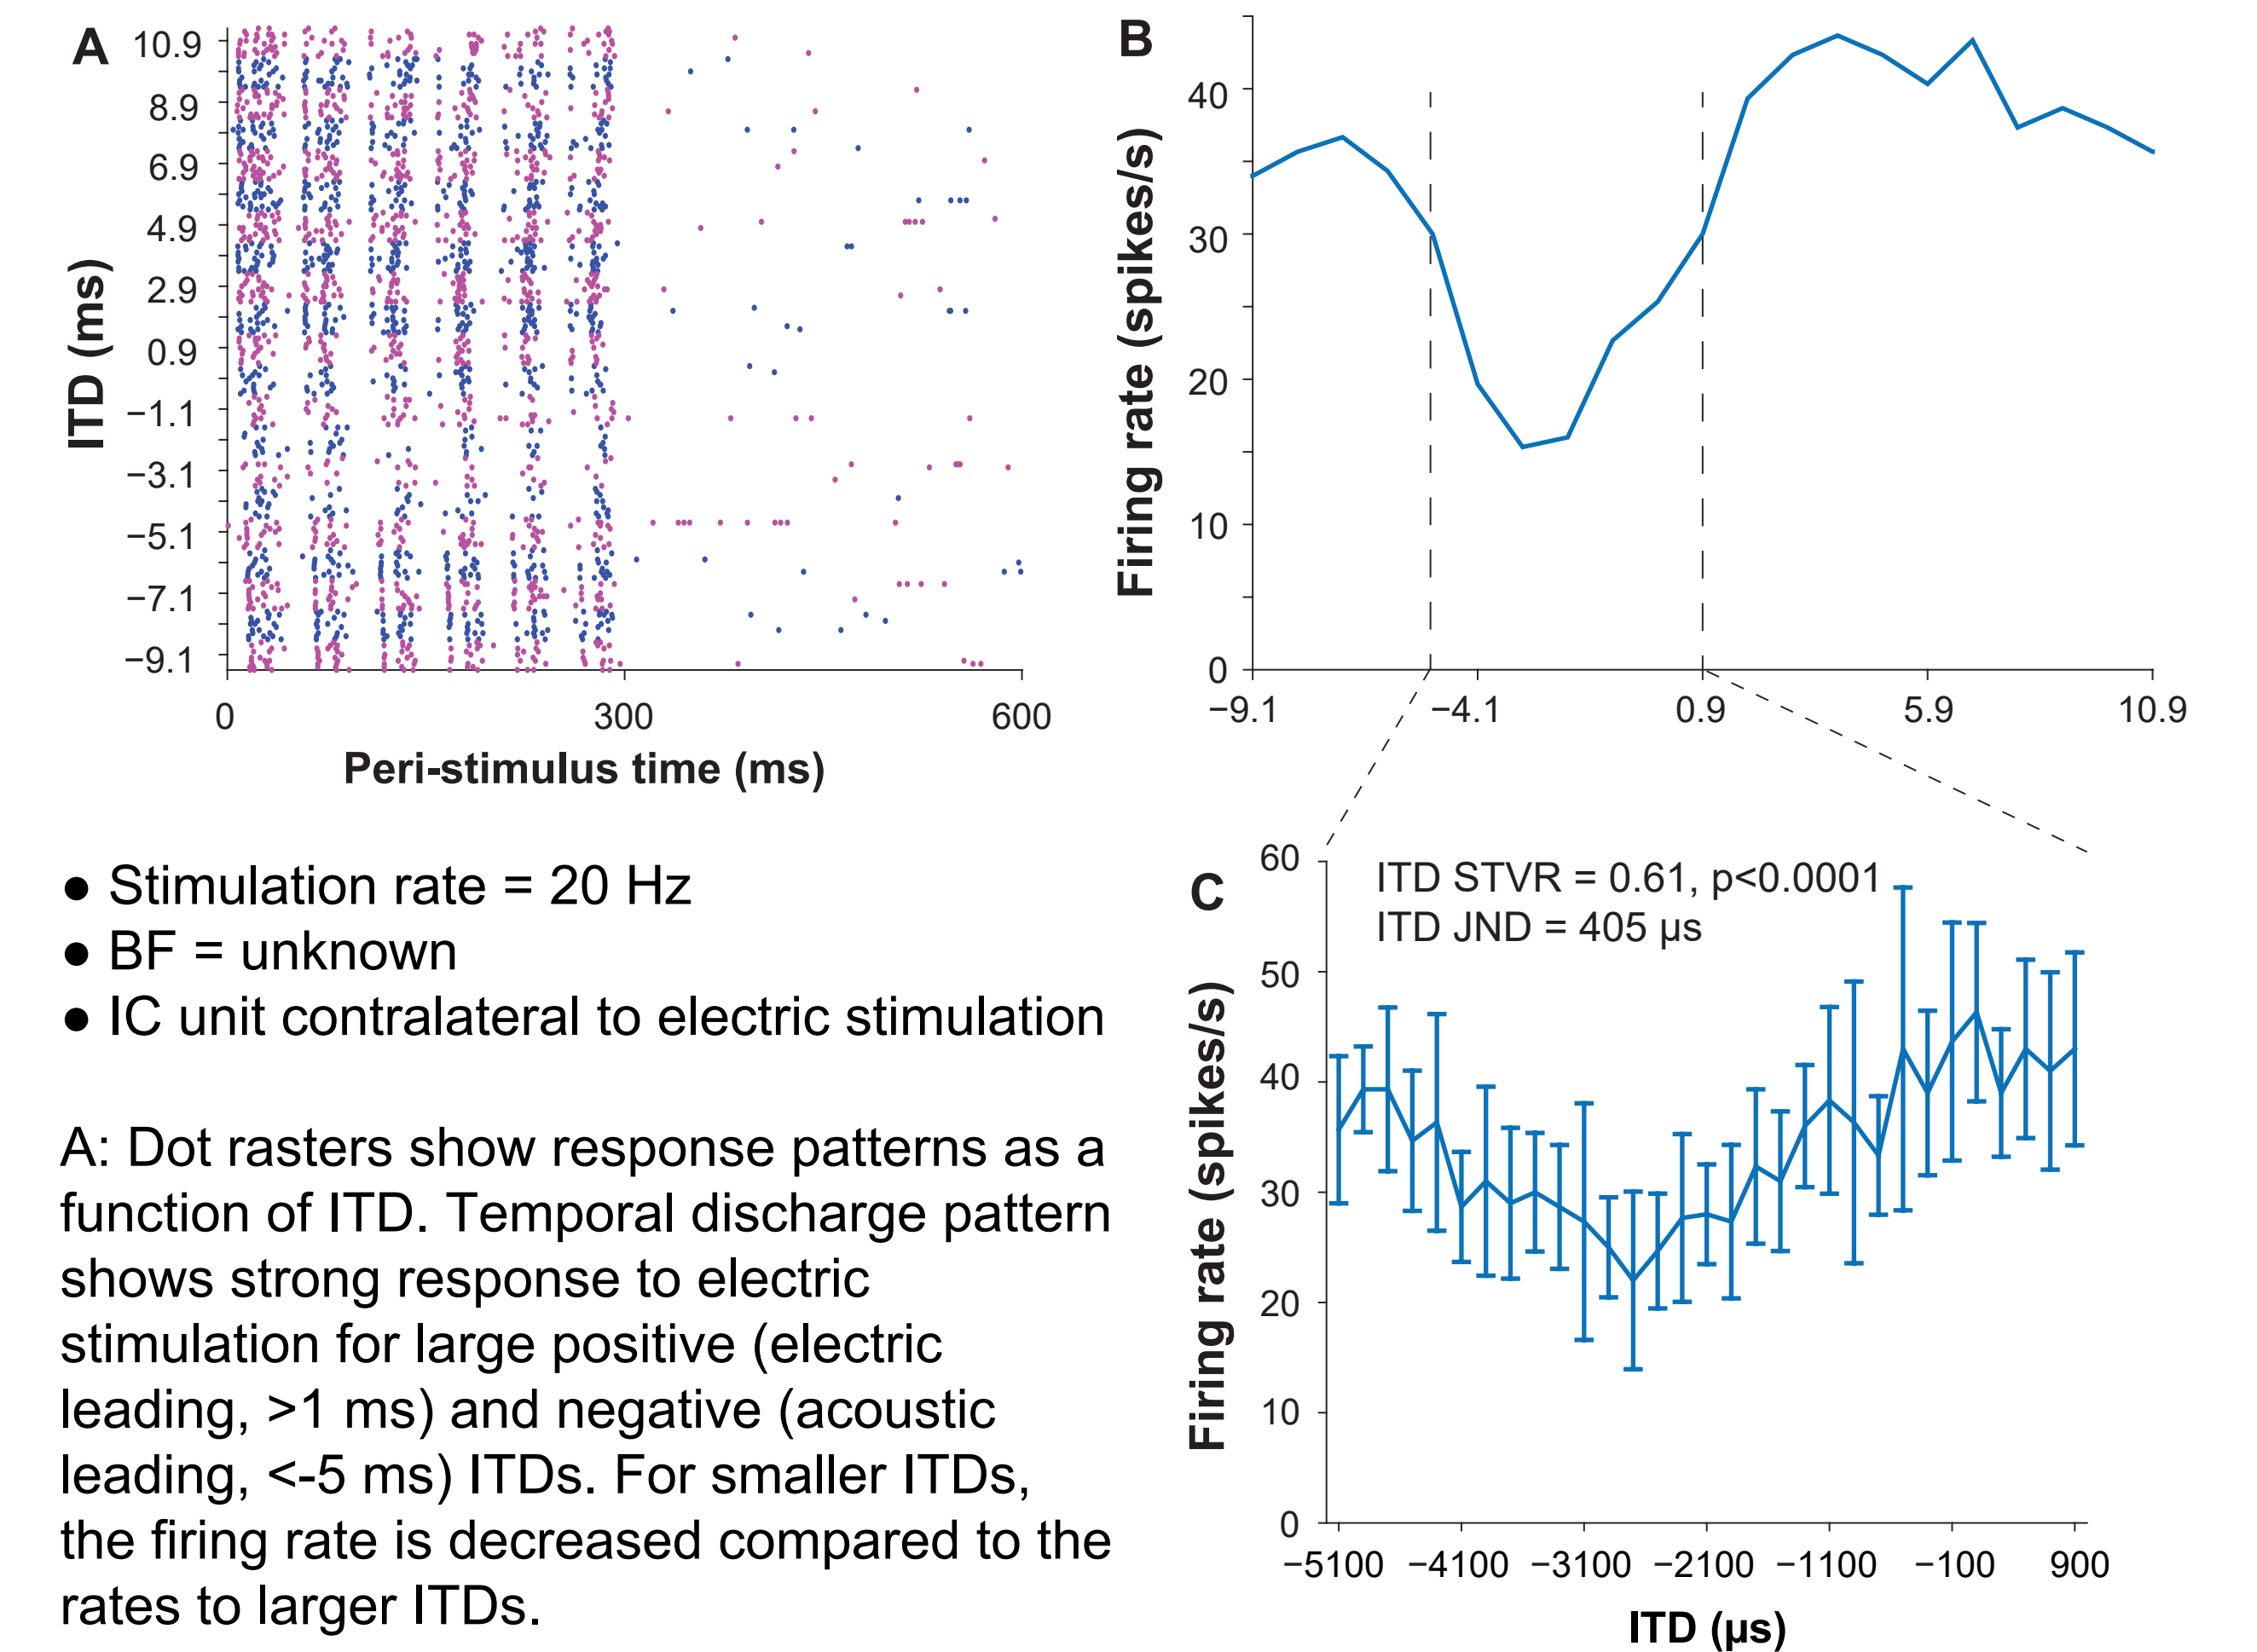 A
10.9
8.9
6.9
4.9
2.9
0.9
−1.1
−3.1
−5.1
−7.1
−9.1
ITD (ms)
0 300 600
Peri-stimulus time (ms)
B
40
30
20
10
0
Firing rate (spikes/s)
−9.1 −4.1 0.9 5.9 10.9
● Stimulation rate = 20 Hz
● BF = unknown
● IC unit contralateral to electric stimulation
A: Dot rasters show response patterns as a
function of ITD. Temporal discharge pattern
shows strong response to electric
stimulation for large positive (electric
leading, >1 ms) and negative (acoustic
leading, <-5 ms) ITDs. For smaller ITDs,
the firing rate is decreased compared to the
rates to larger ITDs.
C
ITD STVR = 0.61, p<0.0001
ITD JND = 405 µs
60
50
40
30
20
10
0
Firing rate (spikes/s)
−5100 −4100 −3100 −2100 −1100 −100 900
ITD (µs)